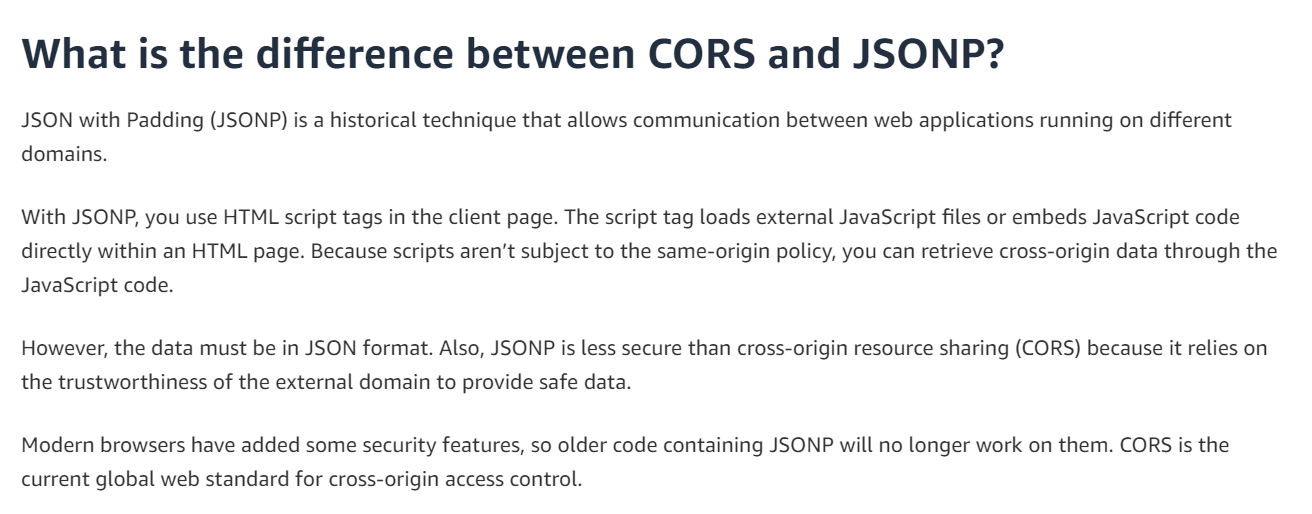 What is the difference between CORS and JSONP?
JSON with Padding (JSONP) is a historical technique that allows communication between web applications running on different
domains.
With JSONP, you use HTML script tags in the client page. The script tag loads external JavaScript files or embeds JavaScript code
directly within an HTML page. Because scripts aren’t subject to the same-origin policy, you can retrieve cross-origin data through the
JavaScript code.
However, the data must be in JSON format. Also, JSONP is less secure than cross-origin resource sharing (CORS) because it relies on
the trustworthiness of the external domain to provide safe data.
Modern browsers have added some security features, so older code containing JSONP will no longer work on them. CORS is the
current global web standard for cross-origin access control.